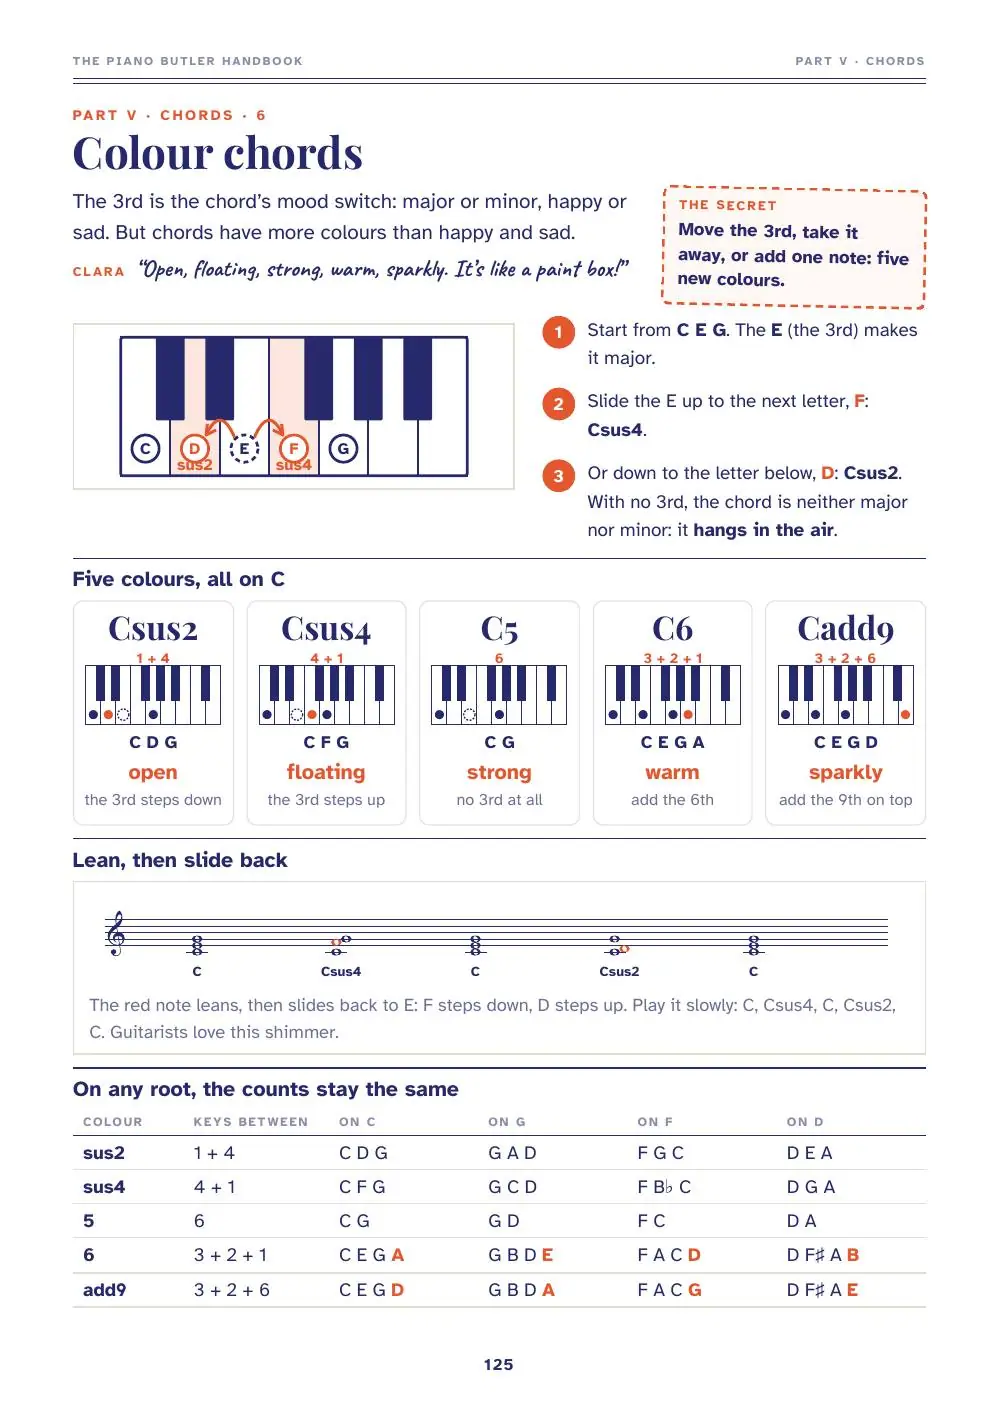 THE PIANO BUTLER HANDBOOK
PART V · CHORDS
PART V · CHORDS · 6
Colour chords
The 3rd is the chord’s mood switch: major or minor, happy or
sad. But chords have more colours than happy and sad.
CLARA “Open, floating, strong, warm, sparkly. It’s like a paint box!”
THE SECRET
Move the 3rd, take it
away, or add one note: five
new colours.
C D E F G
sus2 sus4
1 Start from C E G. The E (the 3rd) makes
it major.
2 Slide the E up to the next letter, F:
Csus4.
3 Or down to the letter below, D: Csus2.
With no 3rd, the chord is neither major
nor minor: it hangs in the air.
Five colours, all on C
Csus2
1 + 4
C D G
open
the 3rd steps down
Csus4
4 + 1
C F G
floating
the 3rd steps up
C5
6
C G
strong
no 3rd at all
C6
3 + 2 + 1
C E G A
warm
add the 6th
Cadd9
3 + 2 + 6
C E G D
sparkly
add the 9th on top
Lean, then slide back
C Csus4 C Csus2 C
The red note leans, then slides back to E: F steps down, D steps up. Play it slowly: C, Csus4, C, Csus2,
C. Guitarists love this shimmer.
On any root, the counts stay the same
COLOUR KEYS BETWEEN ON C ON G ON F ON D
sus2 1 + 4 C D G G A D F G C D E A
sus4 4 + 1 C F G G C D F B♭ C D G A
5 6 C G G D F C D A
6 3 + 2 + 1 C E G A G B D E F A C D D F♯ A B
add9 3 + 2 + 6 C E G D G B D A F A C G D F♯ A E
125